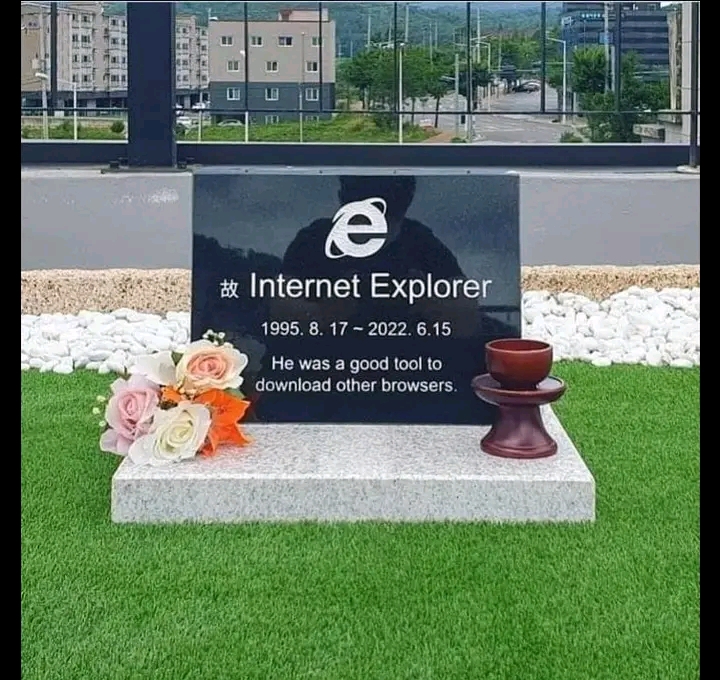 故 Internet Explorer
1995. 8. 17 ~ 2022. 6.15
He was a good tool to
download other browsers.